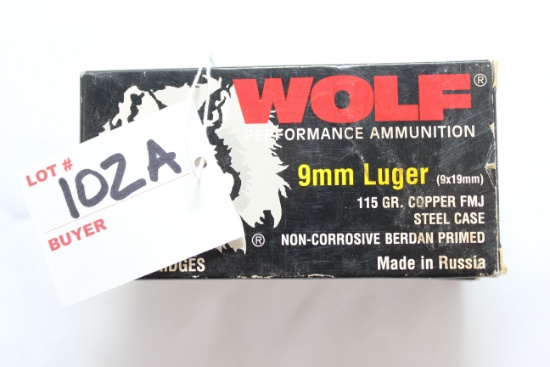 WOLF®
PERFORMANCE AMMUNITION
9mm Luger (9x19mm)
115 GR. COPPER FMJ
STEEL CASE
® NON-CORROSIVE BERDAN PRIMED
Made in Russia
LOT # 102A
BUYER